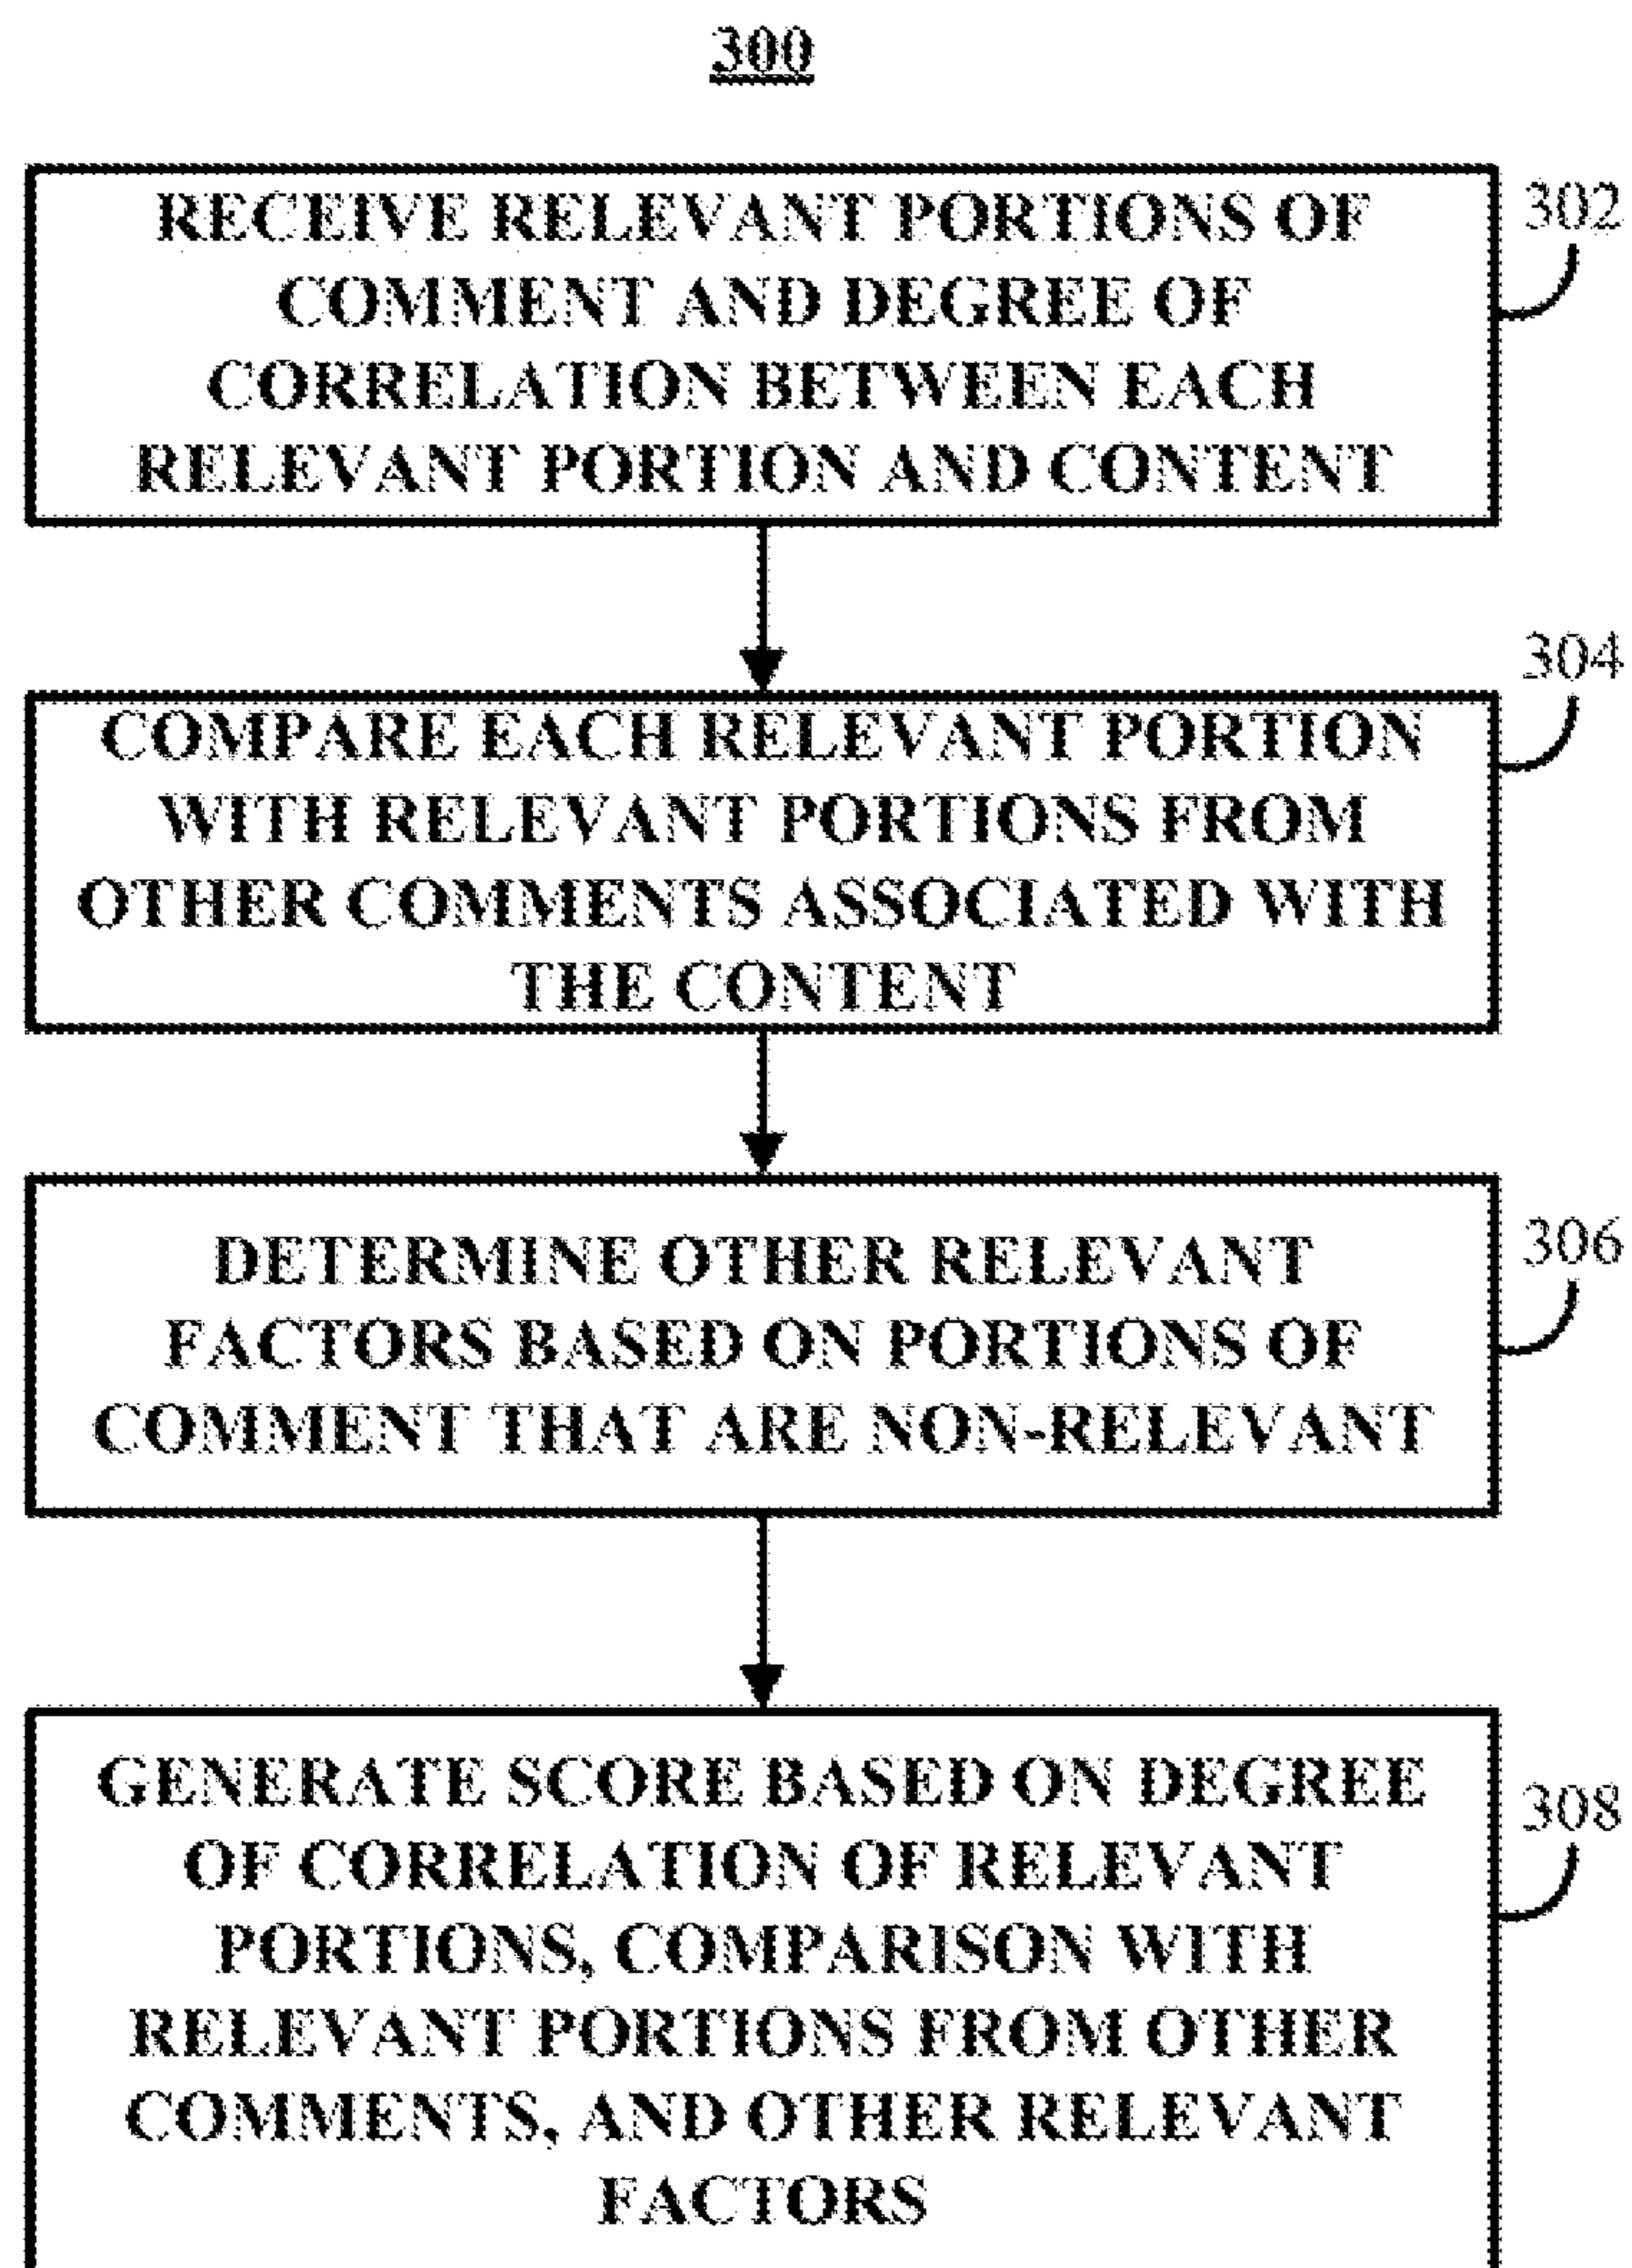 300
RECEIVE RELEVANT PORTIONS OF
302
COMMENT AND DEGREE OF
CORRELATION BETWEEN EACH
RELEVANT PORTION AND CONTENT
304
COMPARE EACH RELEVANT PORTION
WITH RELEVANT PORTIONS FROM
OTHER COMMENTS ASSOCIATED WITH
THE CONTENT
306
DETERMINE OTHER RELEVANT
FACTORS BASED ON PORTIONS OF
COMMENT THAT ARE NON-RELEVANT
GENERATE SCORE BASED ON DEGREE
308
OF CORRELATION OF RELEVANT
PORTIONS, COMPARISON WITH
RELEVANT PORTIONS FROM OTHER
COMMENTS, AND OTHER RELEVANT
FACTORS